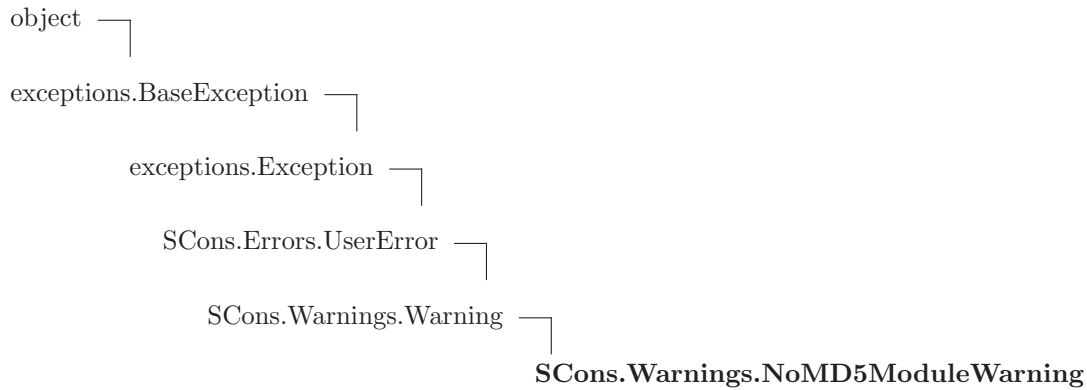 object
exceptions.BaseException
exceptions.Exception
SCons.Errors.UserError
SCons.Warnings.Warning
SCons.Warnings.NoMD5ModuleWarning